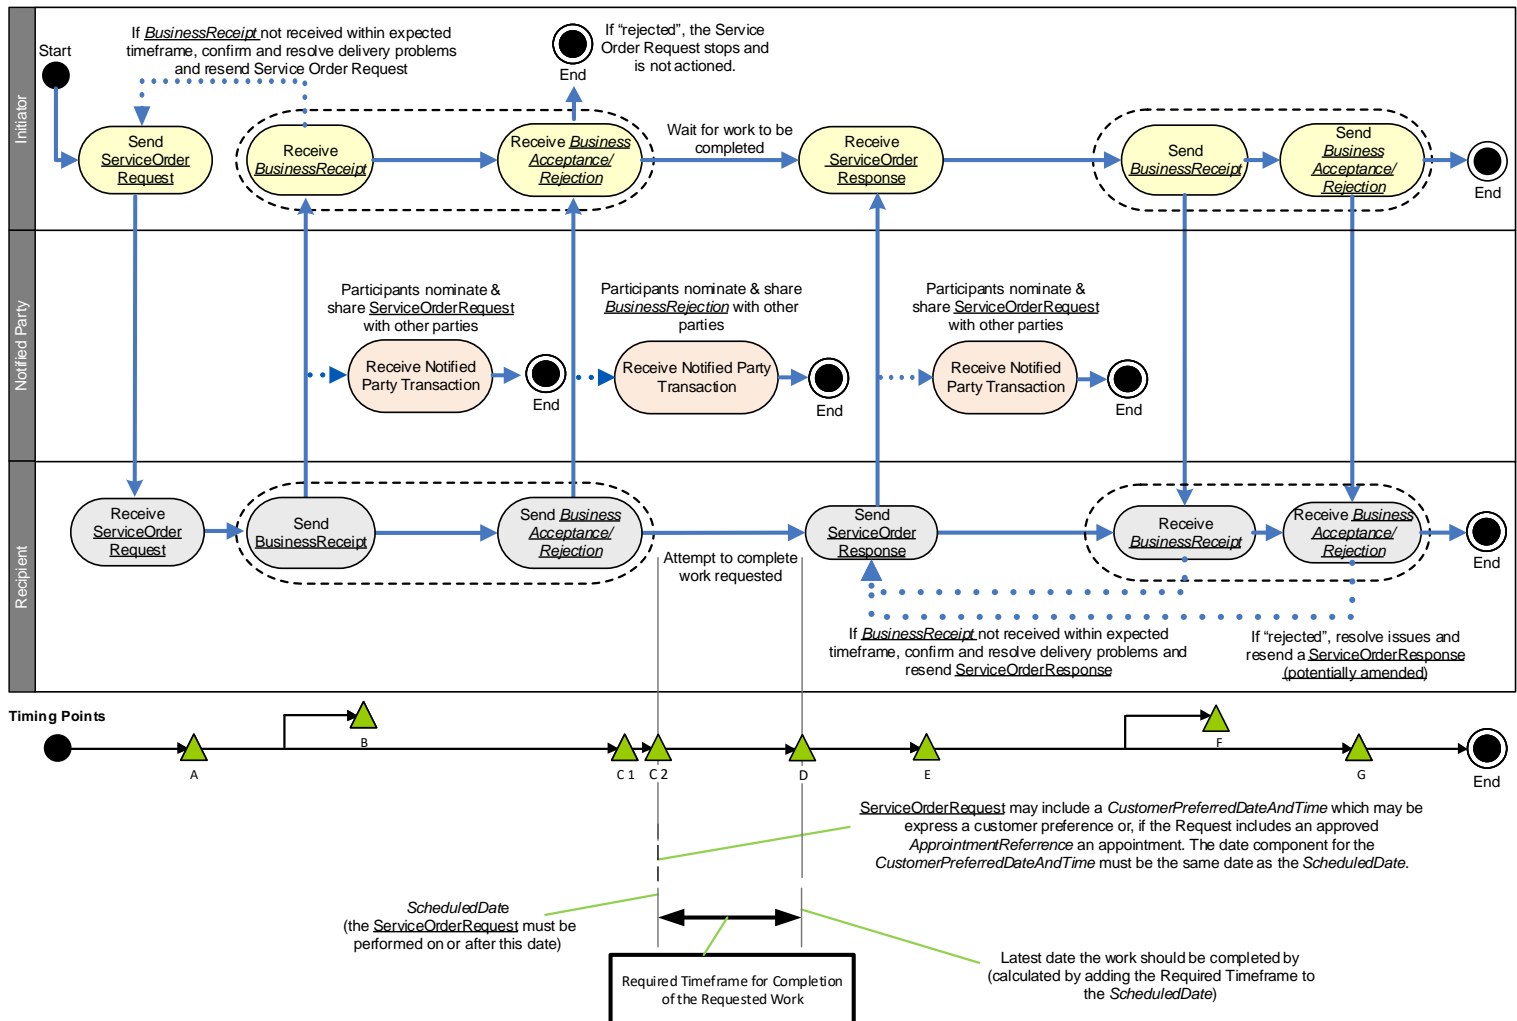 Initiator
Start
If BusinessReceipt not received within expected
timeframe, confirm and resolve delivery problems
and resend Service Order Request
End
If “rejected”, the Service
Order Request stops and
is not actioned.
Send
ServiceOrder
Request
Receive
BusinessReceipt
Receive Business
Acceptance/
Rejection
Wait for work to be
completed
Receive
ServiceOrder
Response
Send
BusinessReceipt
Send
Business
Acceptance/
Rejection
End
Notified Party
Participants nominate &
share ServiceOrderRequest
with other parties
Receive Notified
Party Transaction
End
Participants nominate & share
BusinessRejection with other
parties
Receive Notified Party
Transaction
End
Participants nominate &
share ServiceOrderRequest
with other parties
Receive Notified
Party Transaction
End
Recipient
Receive
ServiceOrder
Request
Send
BusinessReceipt
Send Business
Acceptance/
Rejection
Attempt to complete
work requested
Send
ServiceOrder
Response
Receive
BusinessReceipt
Receive Business
Acceptance/
Rejection
End
If BusinessReceipt not received within expected
timeframe, confirm and resolve delivery problems and
resend ServiceOrderResponse
If “rejected”, resolve issues and
resend a ServiceOrderResponse
(potentially amended)
Timing Points
A
B
C 1
C 2
D
E
F
G
End
ServiceOrderRequest may include a CustomerPreferredDateAndTime which may be
express a customer preference or, if the Request includes an approved
AppointmentReferrence an appointment. The date component for the
CustomerPreferredDateAndTime must be the same date as the ScheduledDate.
ScheduledDate
(the ServiceOrderRequest must be
performed on or after this date)
Required Timeframe for Completion
of the Requested Work
Latest date the work should be completed by
(calculated by adding the Required Timeframe to
the ScheduledDate)